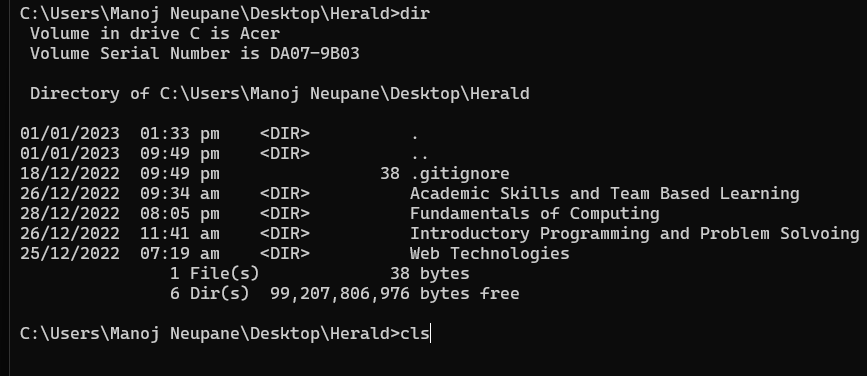 C:\Users\Manoj Neupane\Desktop\Herald>dir
 Volume in drive C is Acer
 Volume Serial Number is DA07-9B03

 Directory of C:\Users\Manoj Neupane\Desktop\Herald

01/01/2023  01:33 pm    <DIR>          .
01/01/2023  09:49 pm    <DIR>          ..
18/12/2022  09:49 pm                38 .gitignore
26/12/2022  09:34 am    <DIR>          Academic Skills and Team Based Learning
28/12/2022  08:05 pm    <DIR>          Fundamentals of Computing
26/12/2022  11:41 am    <DIR>          Introductory Programming and Problem Solvoing
25/12/2022  07:19 am    <DIR>          Web Technologies
               1 File(s)             38 bytes
               6 Dir(s)  99,207,806,976 bytes free

C:\Users\Manoj Neupane\Desktop\Herald>cls